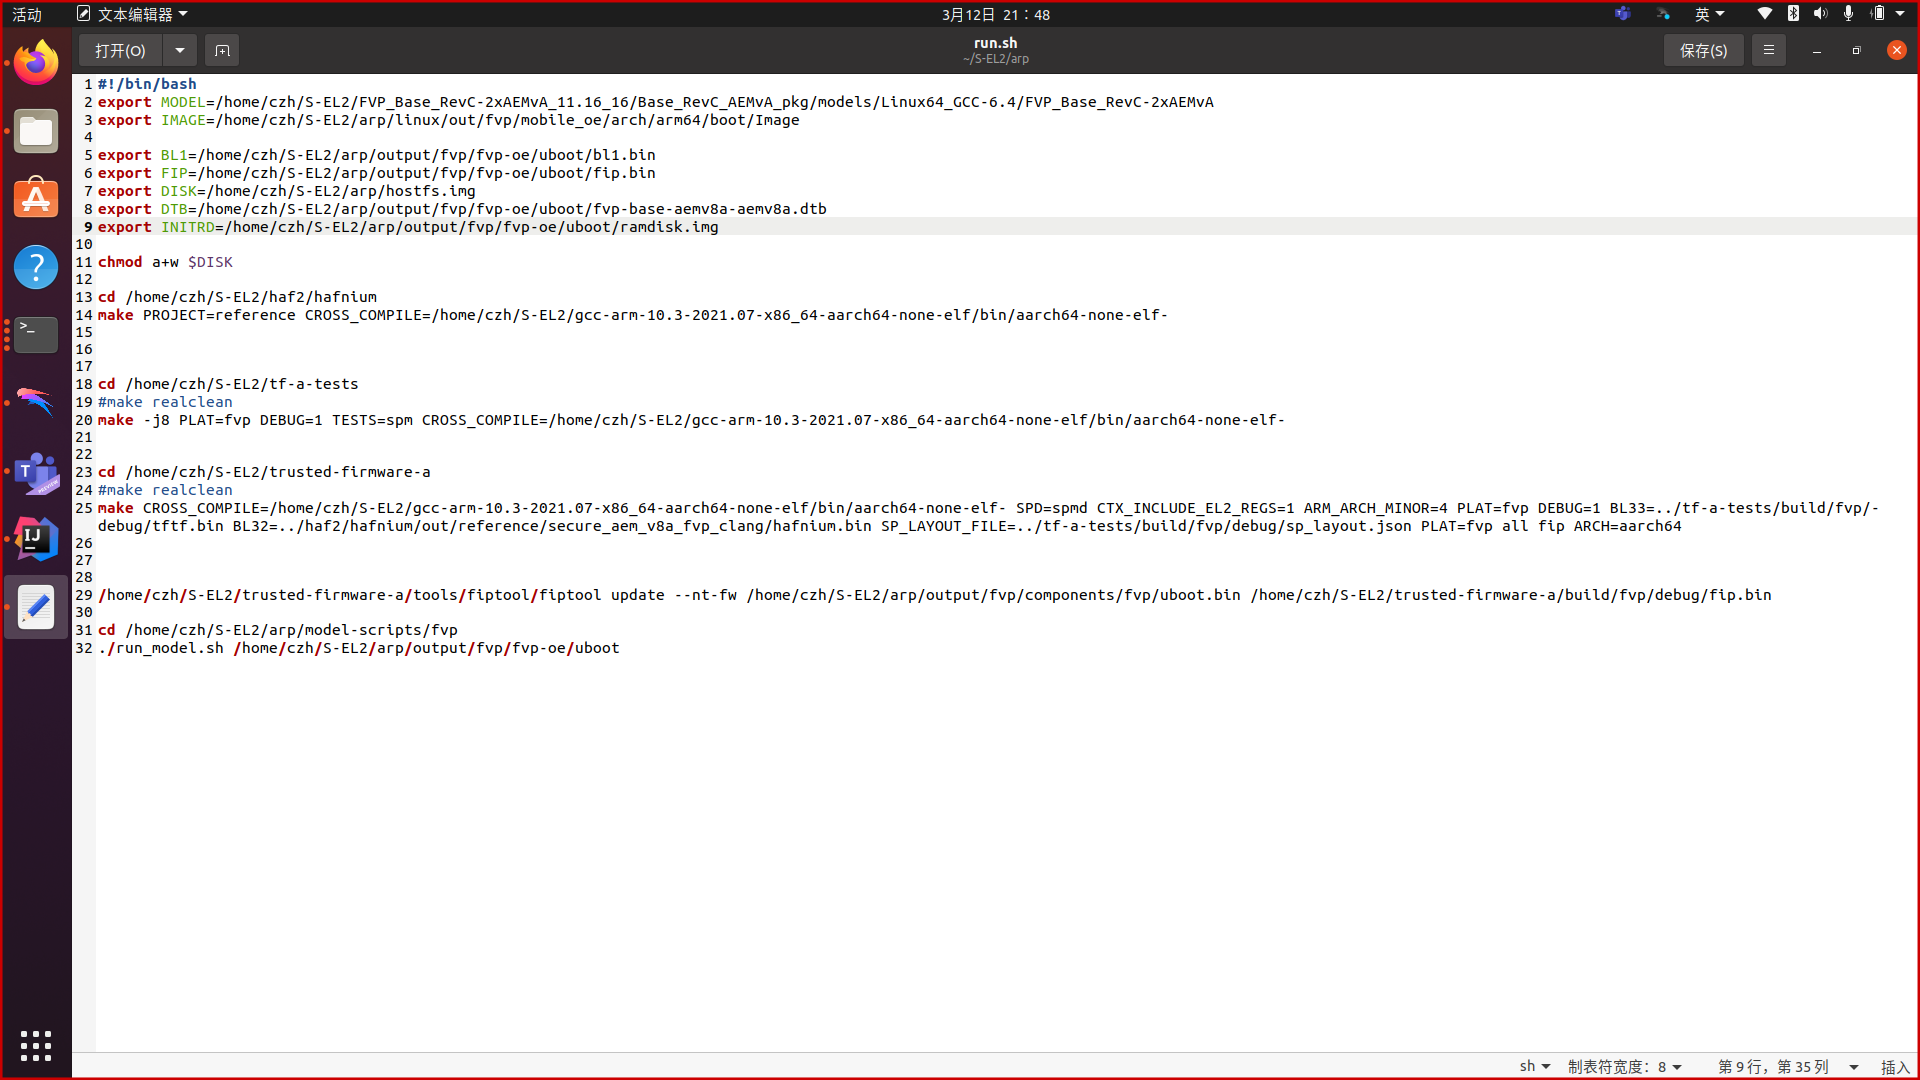 活动 文本编辑器 3月12日 21：48 英
打开(O) run.sh 保存(S)
~/S-EL2/arp
1 #!/bin/bash
2 export MODEL=/home/czh/S-EL2/FVP_Base_RevC-2xAEMvA_11.16_16/Base_RevC_AEMvA_pkg/models/Linux64_GCC-6.4/FVP_Base_RevC-2xAEMvA
3 export IMAGE=/home/czh/S-EL2/arp/linux/out/fvp/mobile_oe/arch/arm64/boot/Image
4
5 export BL1=/home/czh/S-EL2/arp/output/fvp/fvp-oe/uboot/bl1.bin
6 export FIP=/home/czh/S-EL2/arp/output/fvp/fvp-oe/uboot/fip.bin
7 export DISK=/home/czh/S-EL2/arp/hostfs.img
8 export DTB=/home/czh/S-EL2/arp/output/fvp/fvp-oe/uboot/fvp-base-aemv8a-aemv8a.dtb
9 export INITRD=/home/czh/S-EL2/arp/output/fvp/fvp-oe/uboot/ramdisk.img
10
11 chmod a+w $DISK
12
13 cd /home/czh/S-EL2/haf2/hafnium
14 make PROJECT=reference CROSS_COMPILE=/home/czh/S-EL2/gcc-arm-10.3-2021.07-x86_64-aarch64-none-elf/bin/aarch64-none-elf-
15
16
17
18 cd /home/czh/S-EL2/tf-a-tests
19 #make realclean
20 make -j8 PLAT=fvp DEBUG=1 TESTS=spm CROSS_COMPILE=/home/czh/S-EL2/gcc-arm-10.3-2021.07-x86_64-aarch64-none-elf/bin/aarch64-none-elf-
21
22
23 cd /home/czh/S-EL2/trusted-firmware-a
24 #make realclean
25 make CROSS_COMPILE=/home/czh/S-EL2/gcc-arm-10.3-2021.07-x86_64-aarch64-none-elf/bin/aarch64-none-elf- SPD=spmd CTX_INCLUDE_EL2_REGS=1 ARM_ARCH_MINOR=4 PLAT=fvp DEBUG=1 BL33=../tf-a-tests/build/fvp/-
debug/tftf.bin BL32=../haf2/hafnium/out/reference/secure_aem_v8a_fvp_clang/hafnium.bin SP_LAYOUT_FILE=../tf-a-tests/build/fvp/debug/sp_layout.json PLAT=fvp all fip ARCH=aarch64
26
27
28
29 /home/czh/S-EL2/trusted-firmware-a/tools/fiptool/fiptool update --nt-fw /home/czh/S-EL2/arp/output/fvp/components/fvp/uboot.bin /home/czh/S-EL2/trusted-firmware-a/build/fvp/debug/fip.bin
30
31 cd /home/czh/S-EL2/arp/model-scripts/fvp
32 ./run_model.sh /home/czh/S-EL2/arp/output/fvp/fvp-oe/uboot
sh 制表符宽度：8 第 9 行，第 35 列 插入